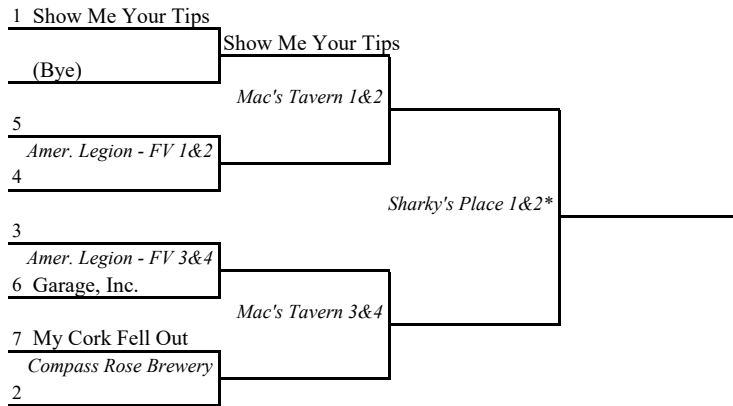 1 Show Me Your Tips
Show Me Your Tips
(Bye)
Mac's Tavern 1&2
5
Amer. Legion - FV 1&2
4
Sharky's Place 1&2*
3
Amer. Legion - FV 3&4
6 Garage, Inc.
Mac's Tavern 3&4
7 My Cork Fell Out
Compass Rose Brewery
2